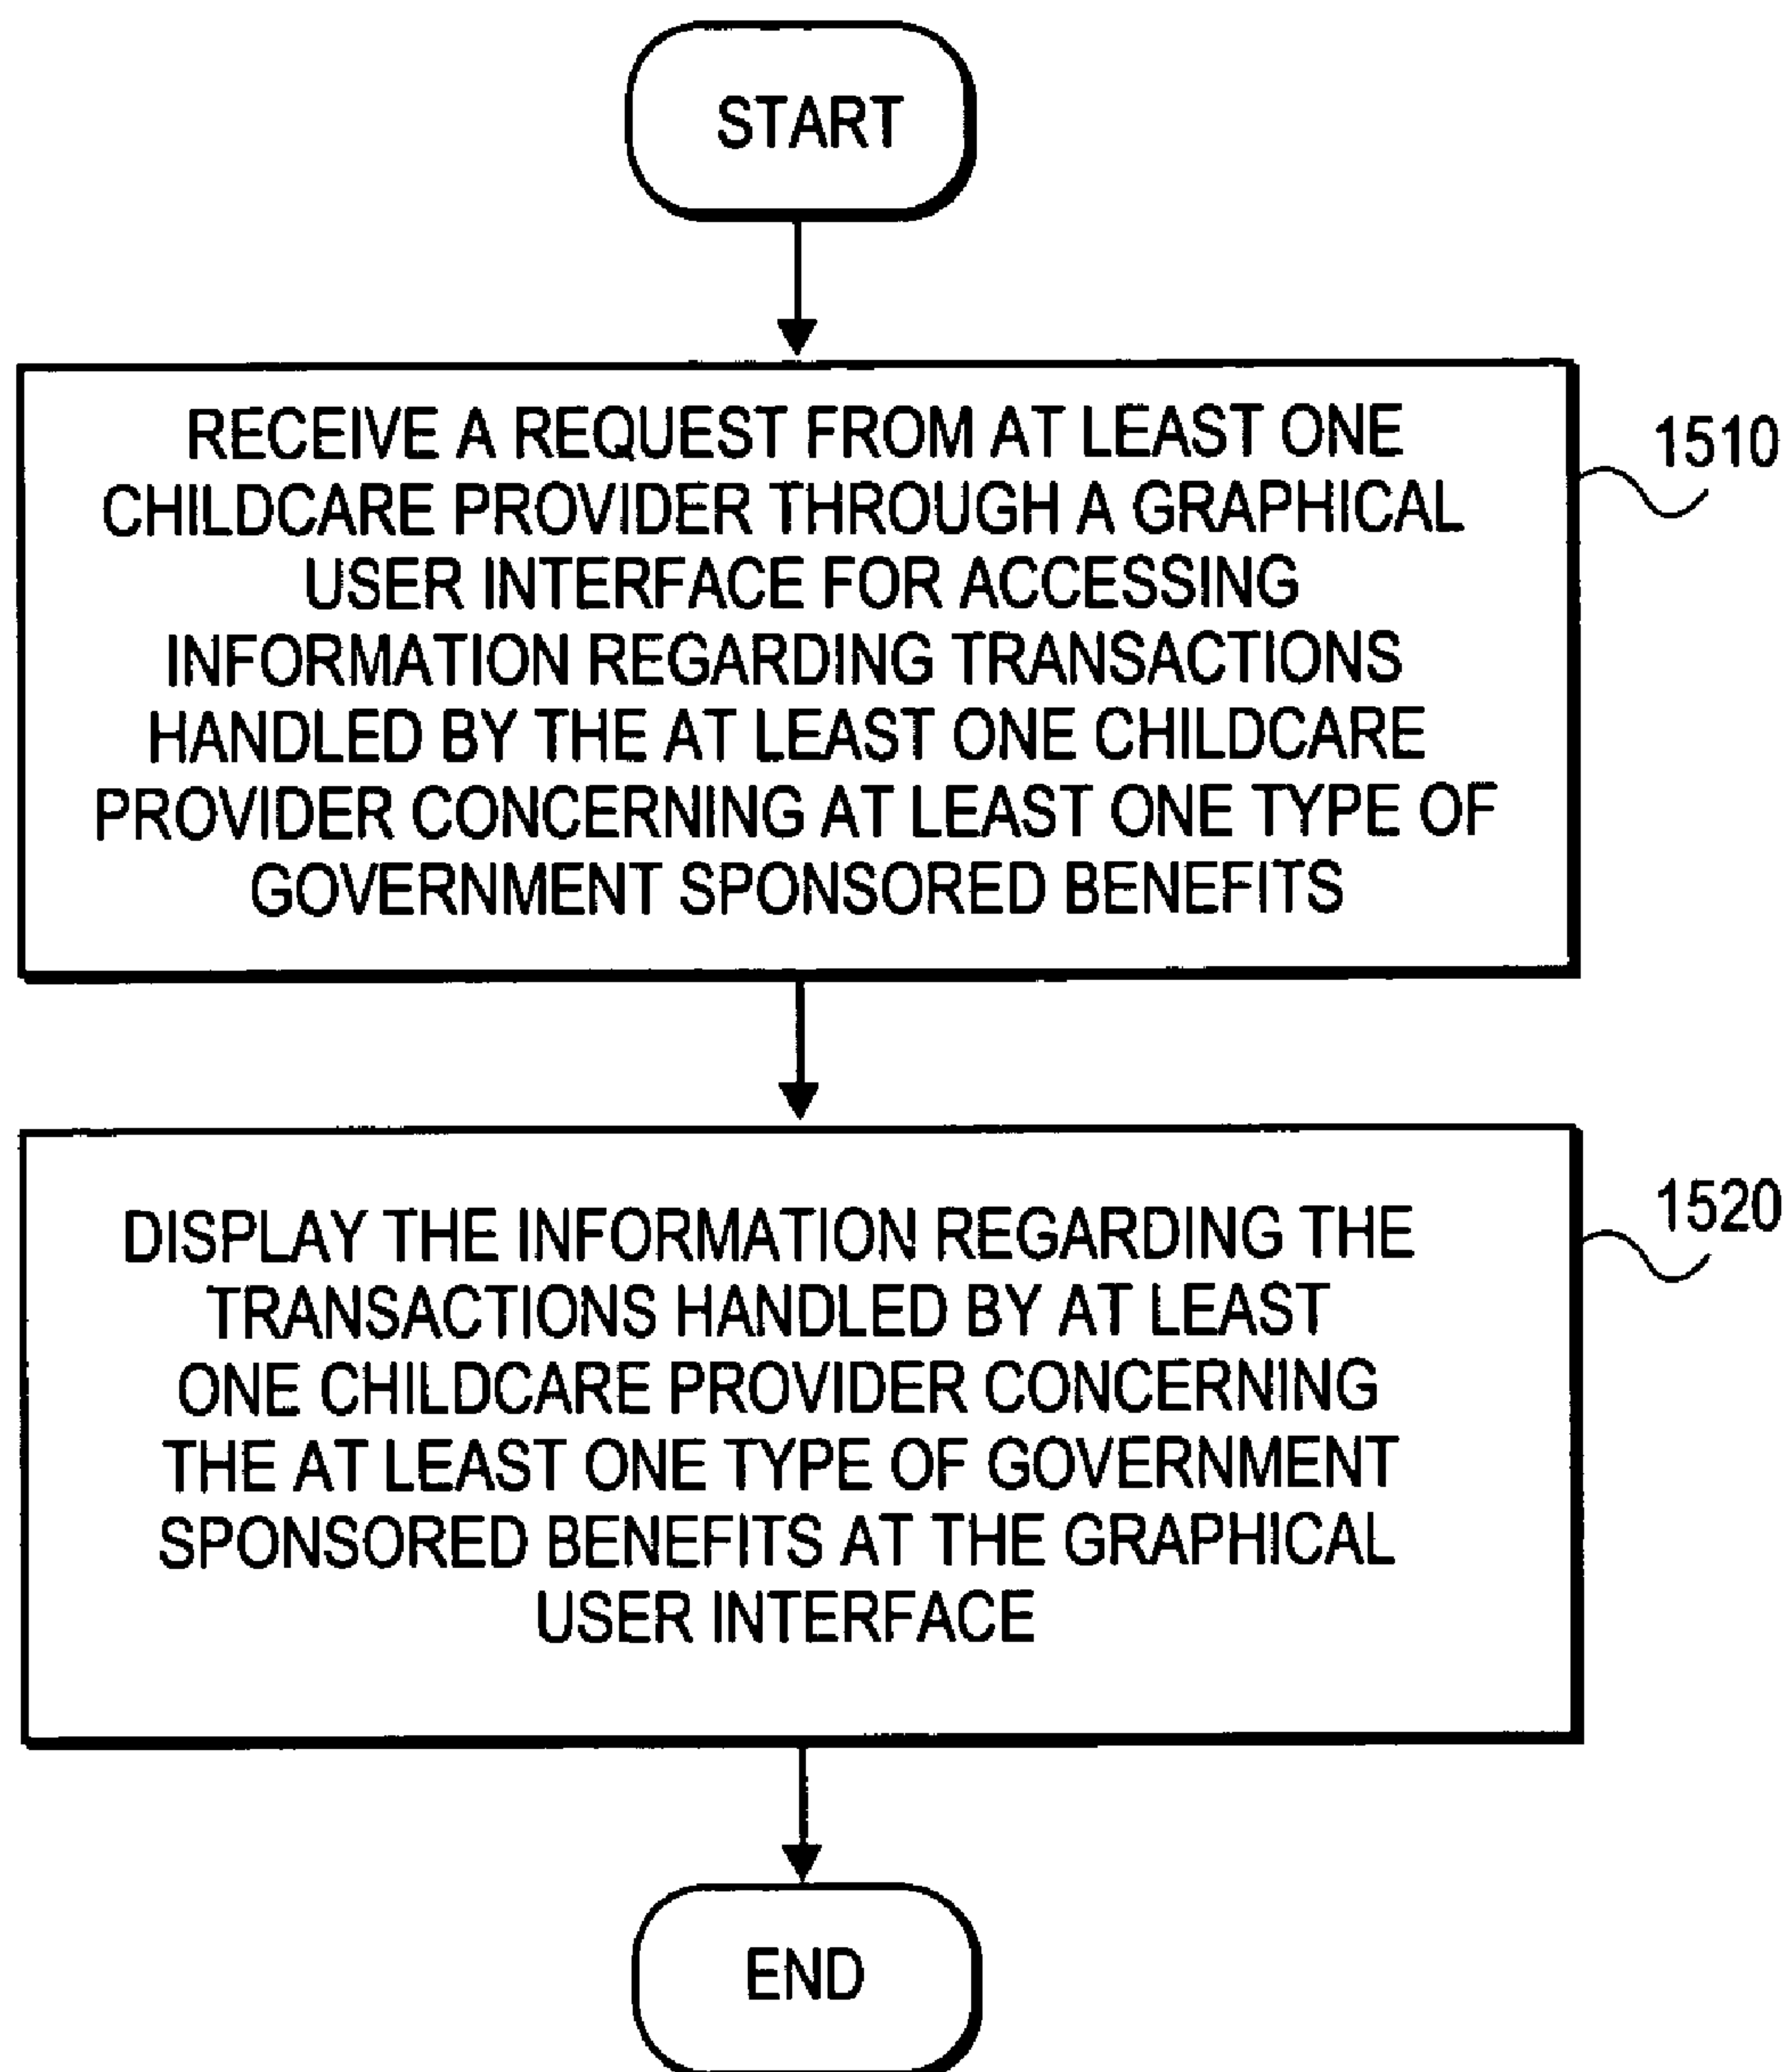 START
RECEIVE A REQUEST FROM AT LEAST ONE
CHILDCARE PROVIDER THROUGH A GRAPHICAL
USER INTERFACE FOR ACCESSING
INFORMATION REGARDING TRANSACTIONS
HANDLED BY THE AT LEAST ONE CHILDCARE
PROVIDER CONCERNING AT LEAST ONE TYPE OF
GOVERNMENT SPONSORED BENEFITS
1510
DISPLAY THE INFORMATION REGARDING THE
TRANSACTIONS HANDLED BY AT LEAST
ONE CHILDCARE PROVIDER CONCERNING
THE AT LEAST ONE TYPE OF GOVERNMENT
SPONSORED BENEFITS AT THE GRAPHICAL
USER INTERFACE
1520
END